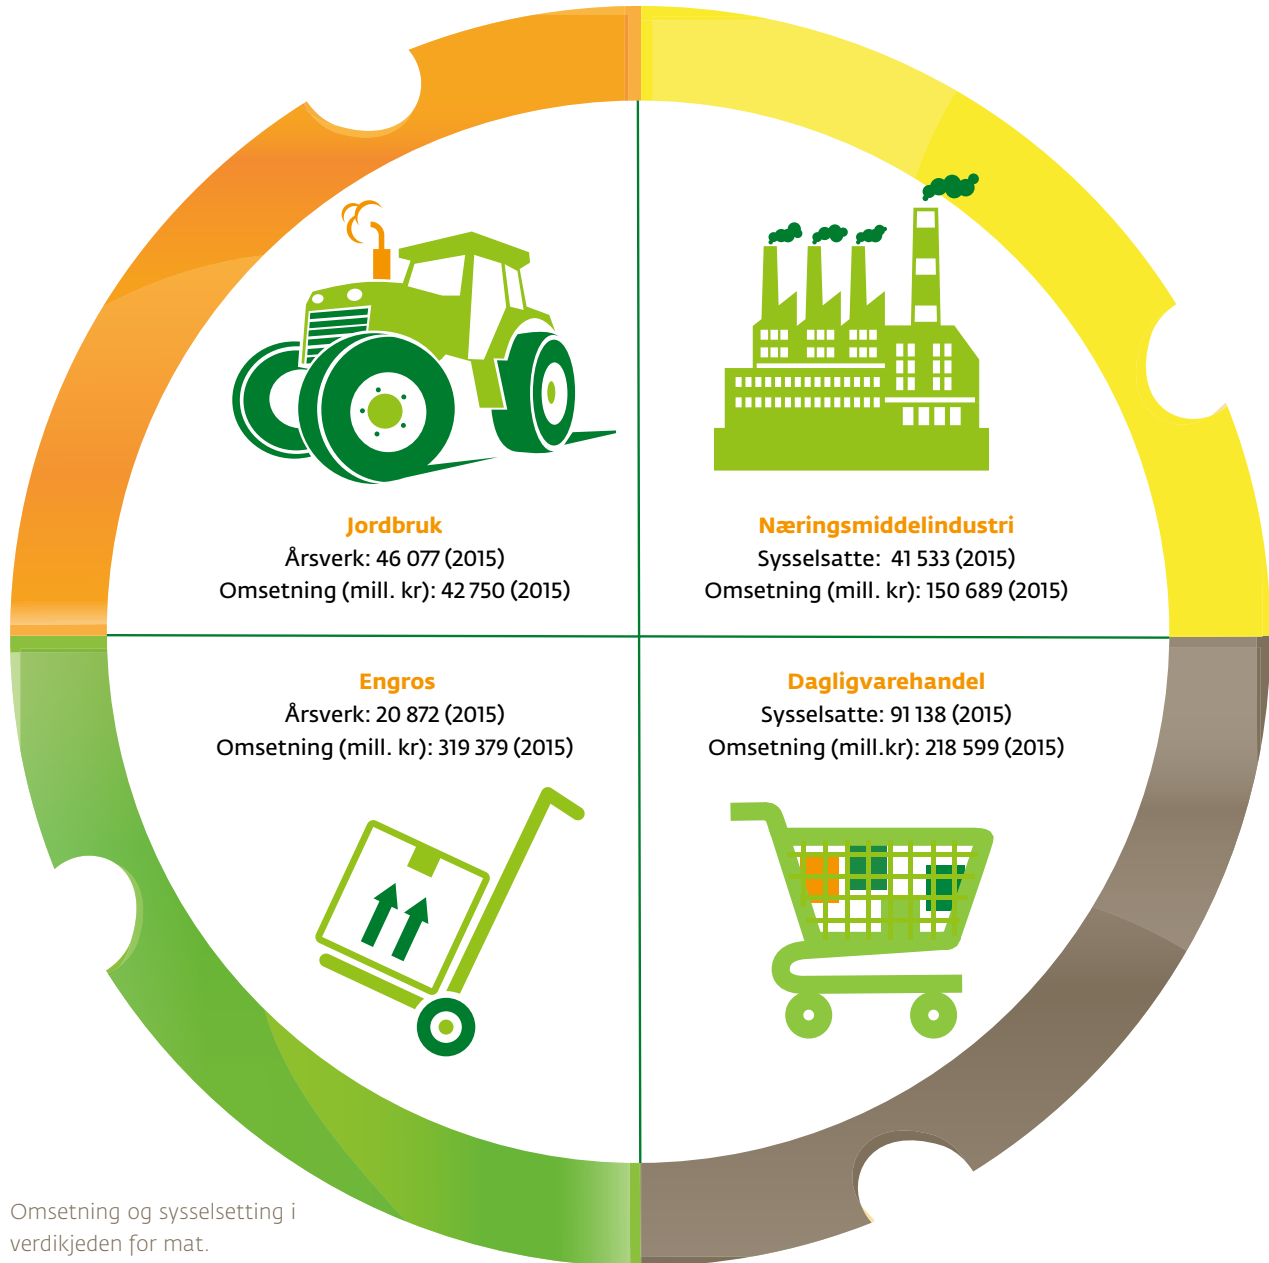 Jordbruk
Årsverk: 46 077 (2015)
Omsetning (mill. kr): 42 750 (2015)
Næringsmiddelindustri
Sysselsatte: 41 533 (2015)
Omsetning (mill. kr): 150 689 (2015)
Engros
Årsverk: 20 872 (2015)
Omsetning (mill. kr): 319 379 (2015)
Dagligvarehandel
Sysselsatte: 91 138 (2015)
Omsetning (mill.kr): 218 599 (2015)
Omsetning og sysselsetting i
verdikjeden for mat.